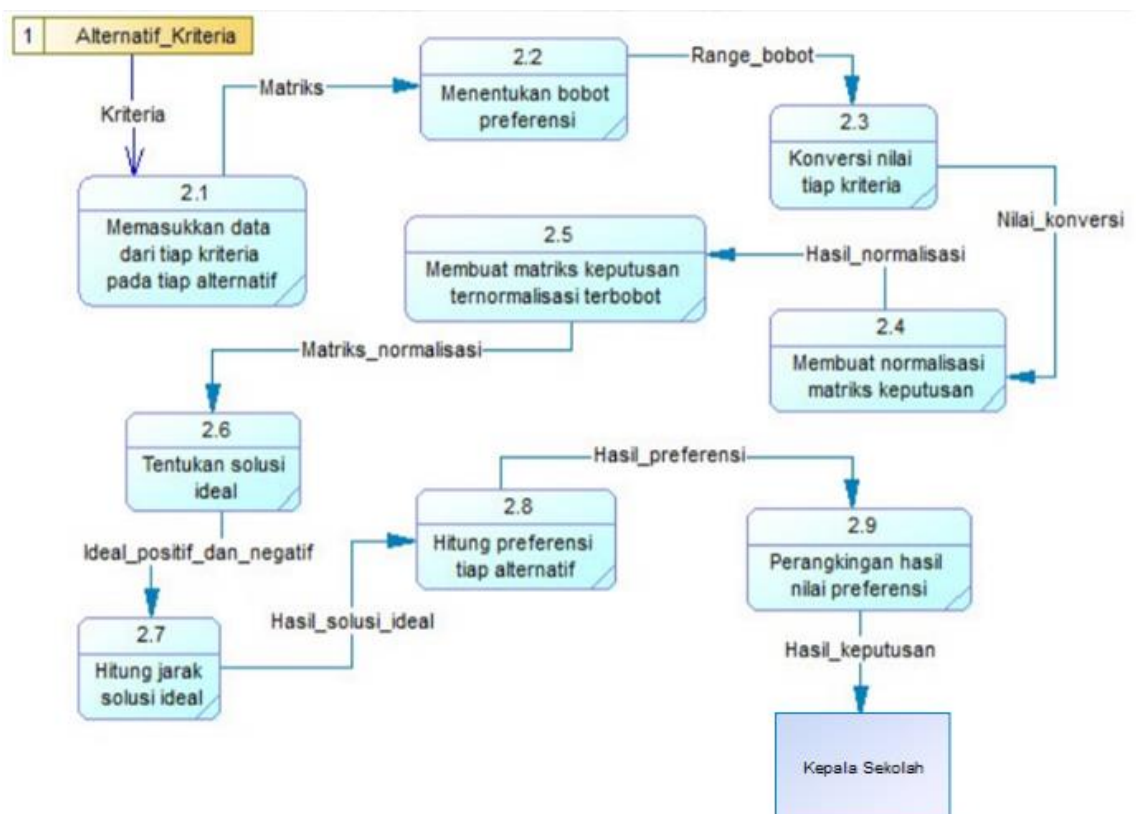 1 Alternatif_Kriteria
Kriteria
2.1
Memasukkan data
dari tiap kriteria
pada tiap alternatif
Matriks
2.2
Menentukan bobot
preferensi
Range_bobot
2.3
Konversi nilai
tiap kriteria
Nilai_konversi
2.4
Membuat normalisasi
matriks keputusan
Hasil_normalisasi
2.5
Membuat matriks keputusan
ternormalisasi terbobot
Matriks_normalisasi
2.6
Tentukan solusi
ideal
Ideal_positif_dan_negatif
2.7
Hitung jarak
solusi ideal
Hasil_solusi_ideal
2.8
Hitung preferensi
tiap alternatif
Hasil_preferensi
2.9
Perangkingan hasil
nilai preferensi
Hasil_keputusan
Kepala Sekolah